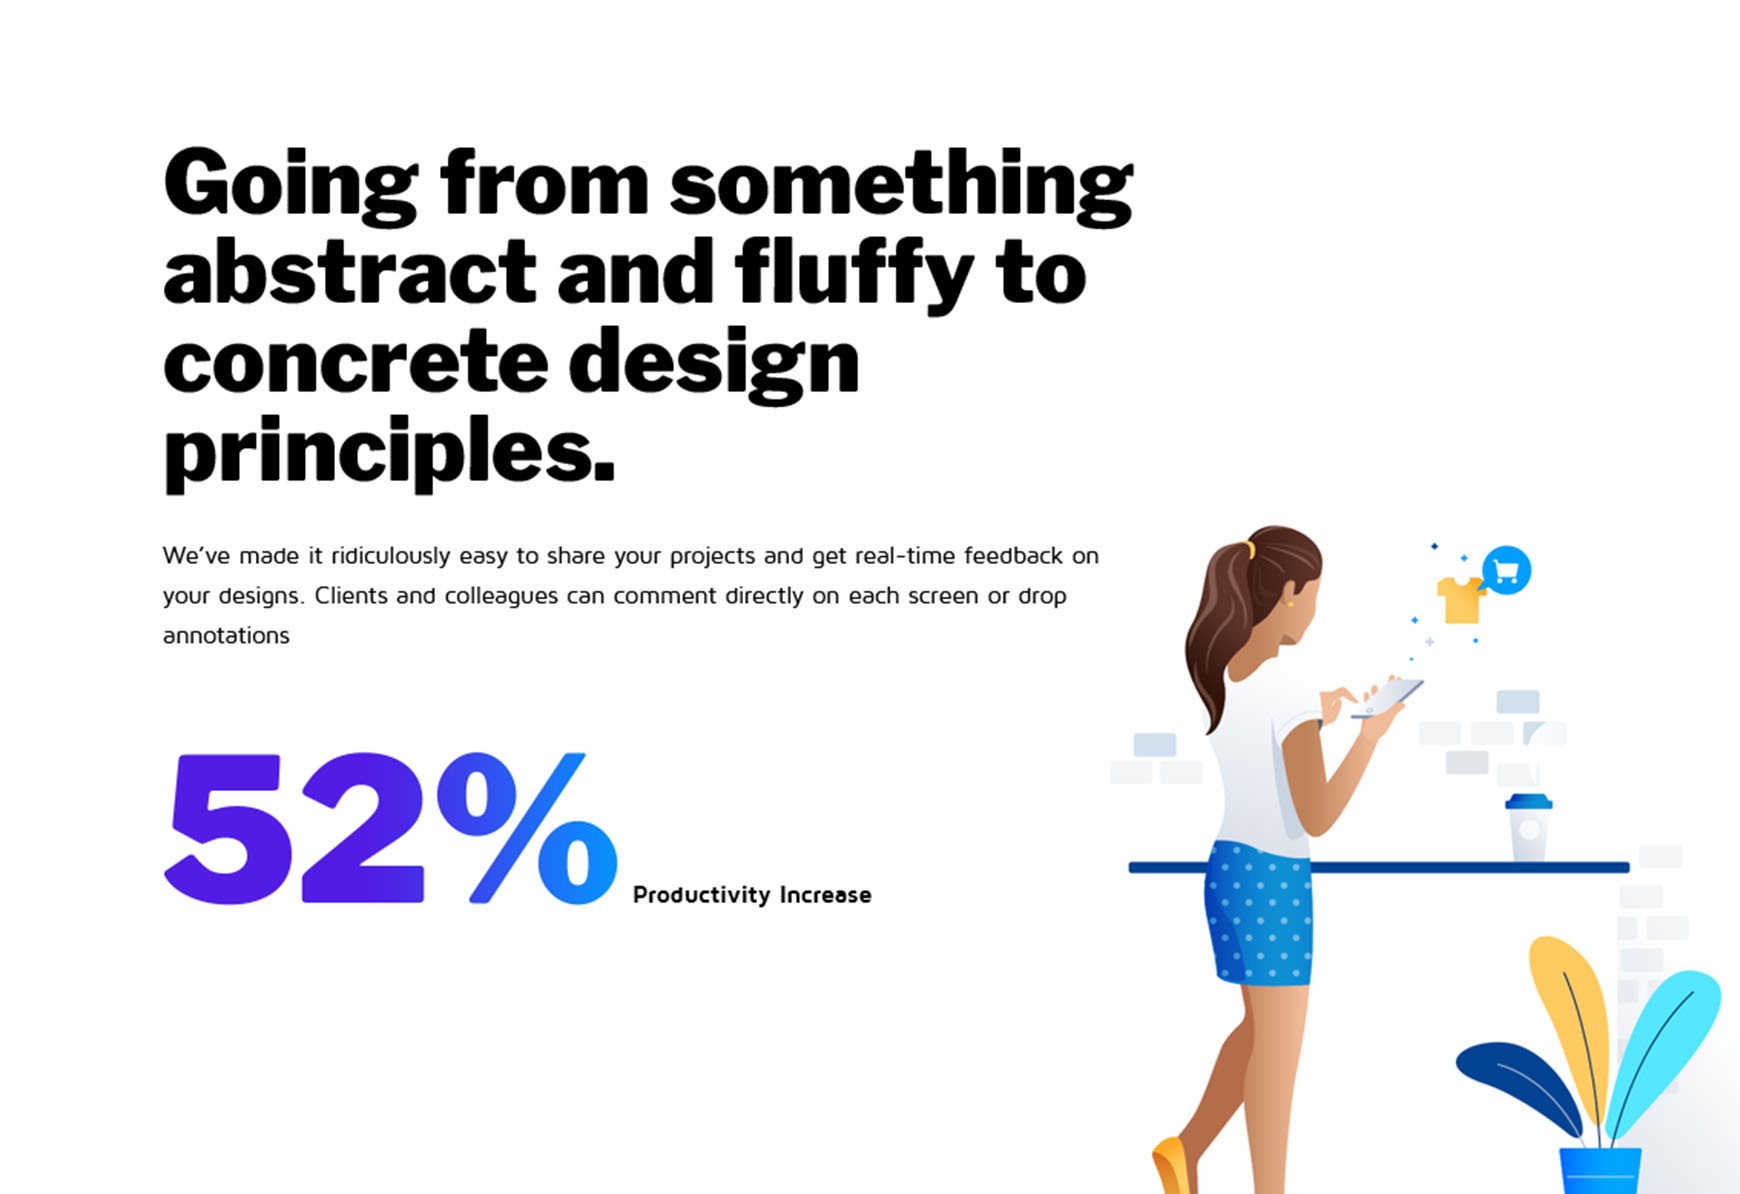 Going from something
abstract and fluffy to
concrete design
principles.
We’ve made it ridiculously easy to share your projects and get real-time feedback on
your designs. Clients and colleagues can comment directly on each screen or drop
annotations
52% Productivity Increase